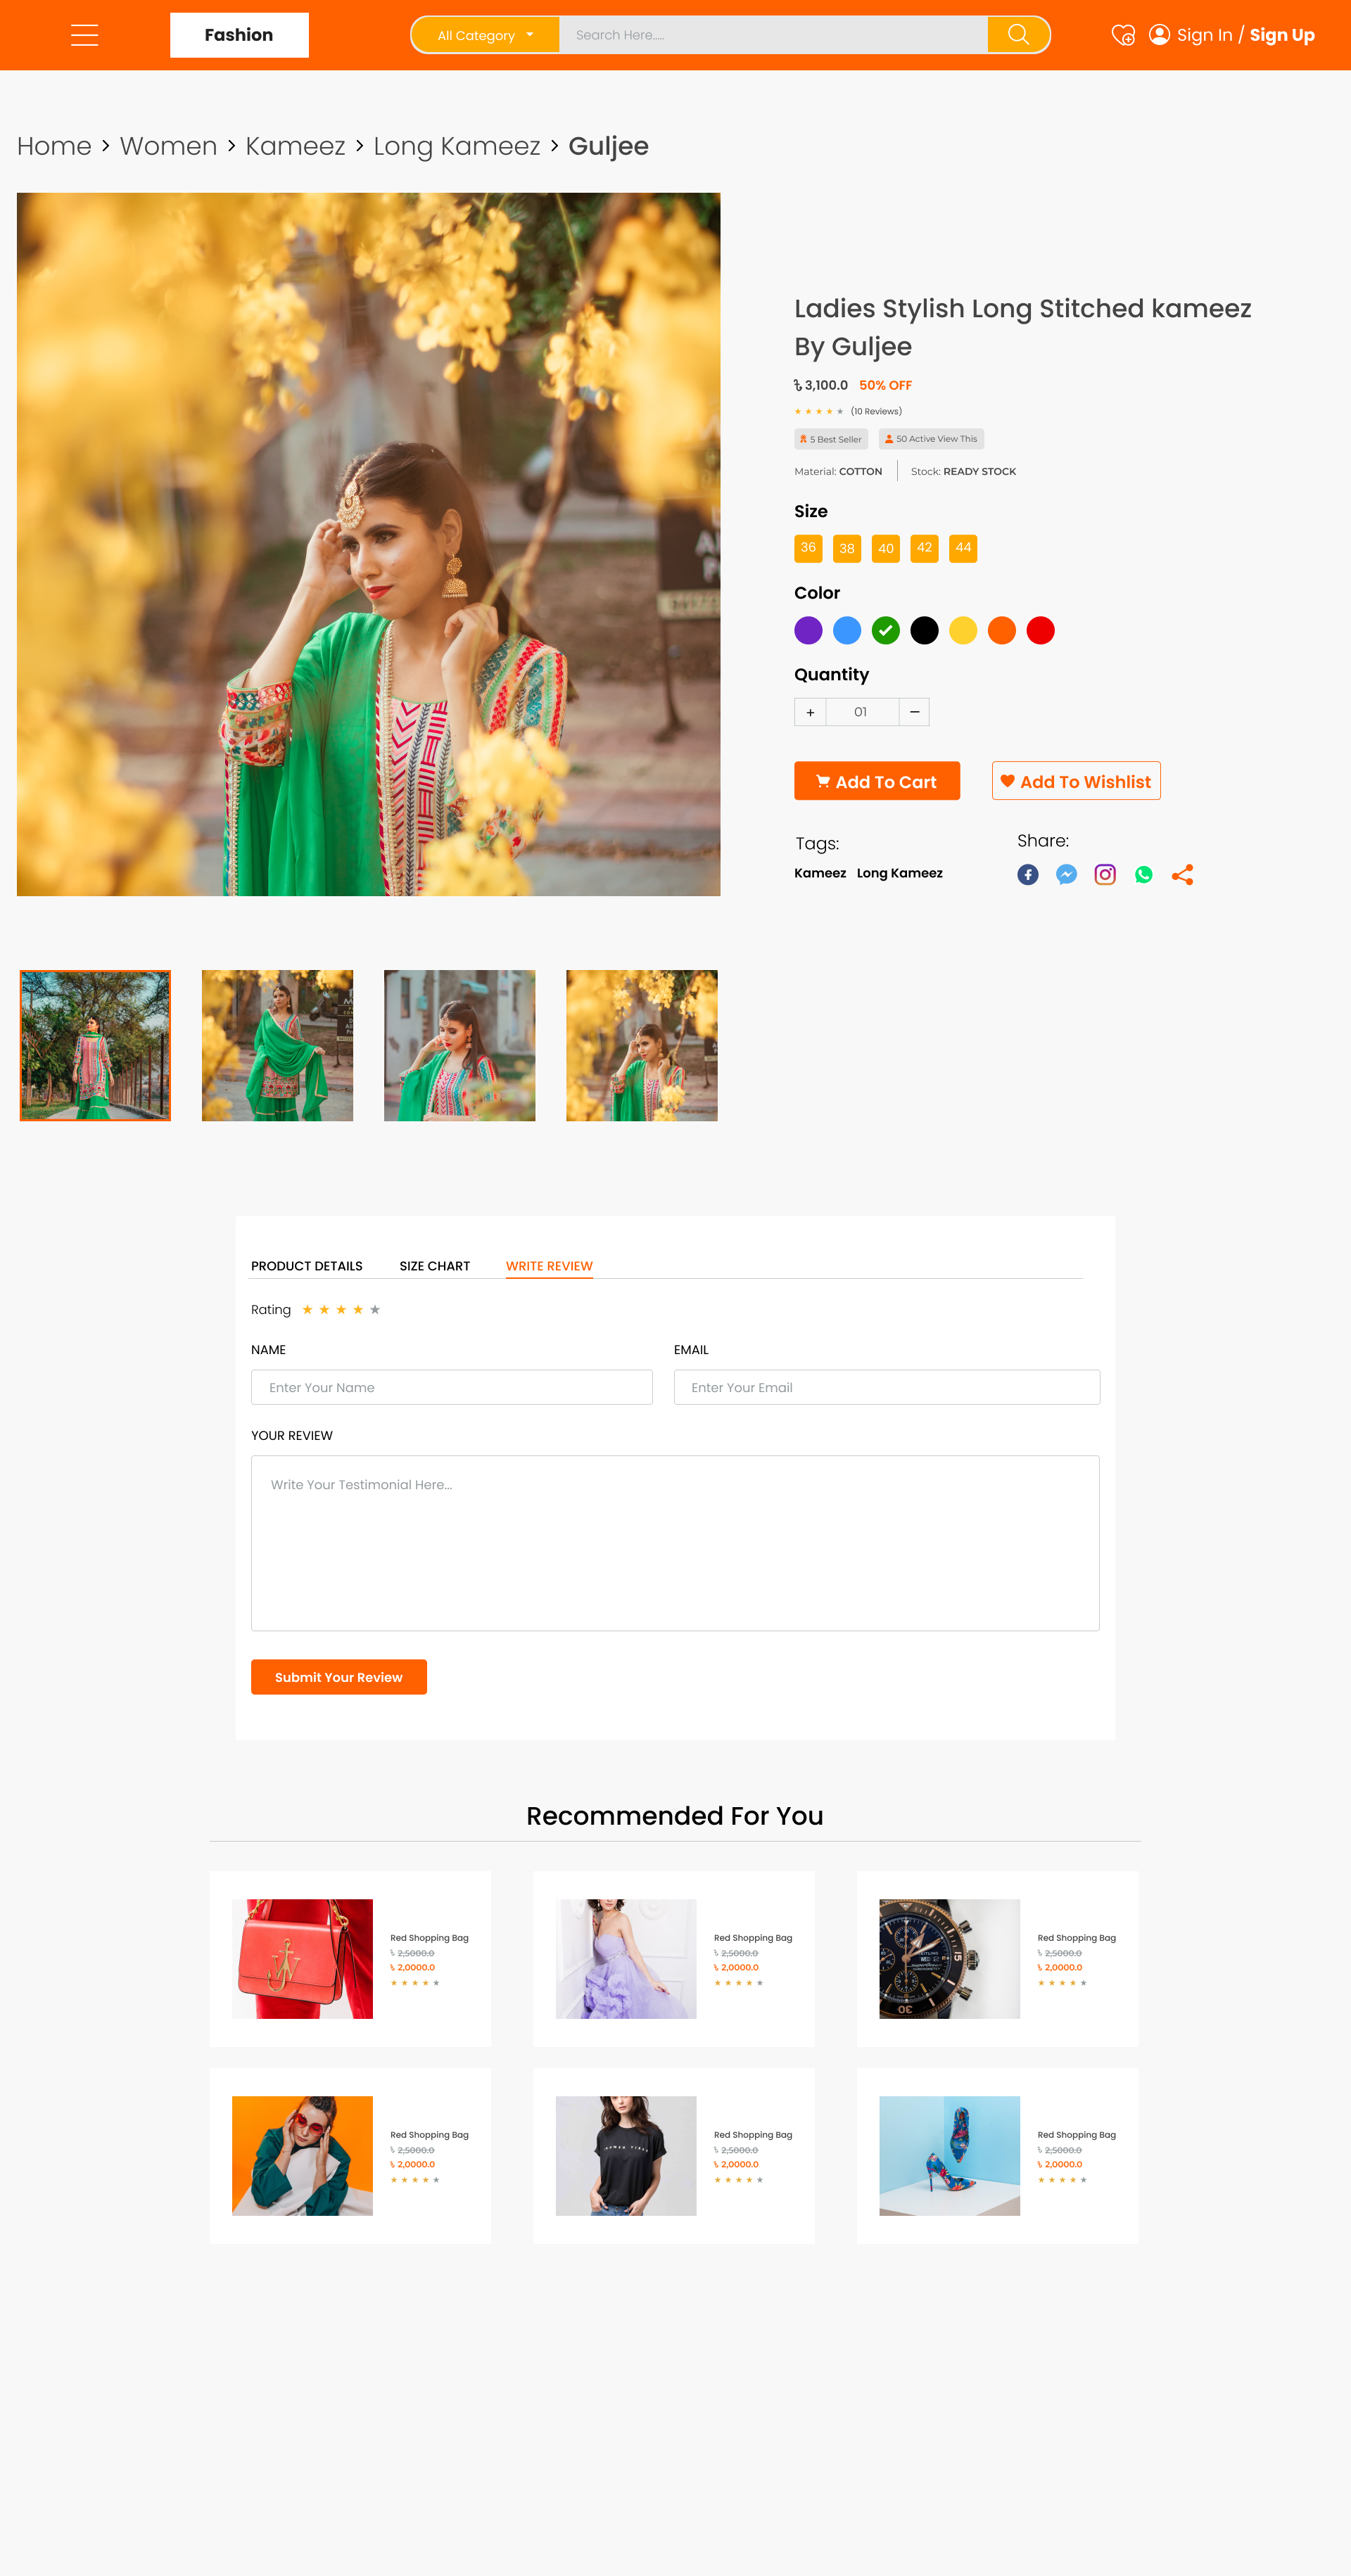 Fashion
All Category
Search Here.....
Sign In / Sign Up
Home > Women > Kameez > Long Kameez > Guljee
Ladies Stylish Long Stitched kameez
By Guljee
৳ 3,100.0 50% OFF
(10 Reviews)
5 Best Seller
50 Active View This
Material: COTTON
Stock: READY STOCK
Size
36 38 40 42 44
Color
Quantity
+ 01 −
Add To Cart
Add To Wishlist
Tags:
Kameez Long Kameez
Share:
PRODUCT DETAILS SIZE CHART WRITE REVIEW
Rating
NAME
EMAIL
Enter Your Name
Enter Your Email
YOUR REVIEW
Write Your Testimonial Here...
Submit Your Review
Recommended For You
Red Shopping Bag
৳ 2,5000.0
৳ 2,0000.0
Red Shopping Bag
৳ 2,5000.0
৳ 2,0000.0
Red Shopping Bag
৳ 2,5000.0
৳ 2,0000.0
Red Shopping Bag
৳ 2,5000.0
৳ 2,0000.0
Red Shopping Bag
৳ 2,5000.0
৳ 2,0000.0
Red Shopping Bag
৳ 2,5000.0
৳ 2,0000.0